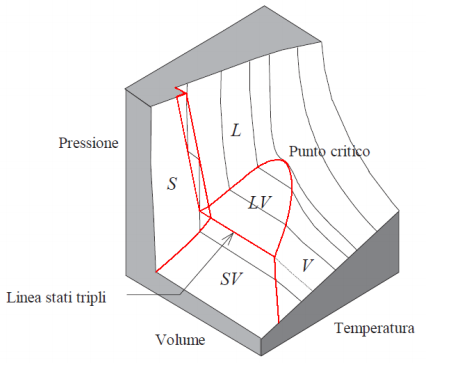 Pressione
L
Punto critico
S
LV
V
SV
Linea stati tripli
Volume
Temperatura